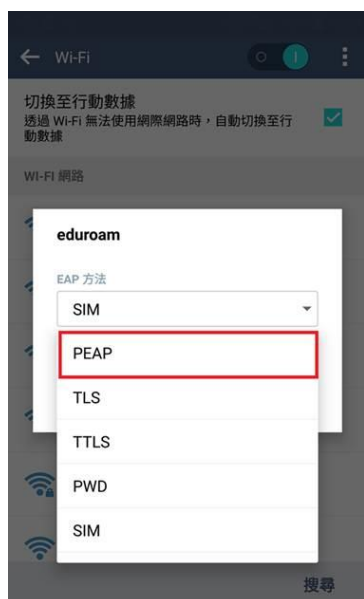 Wi-Fi
切換至行動數據
透過 Wi-Fi 無法使用網際網路時，自動切換至行
動數據
WI-FI 網路
eduroam
EAP 方法
SIM
PEAP
TLS
TTLS
PWD
SIM
搜尋